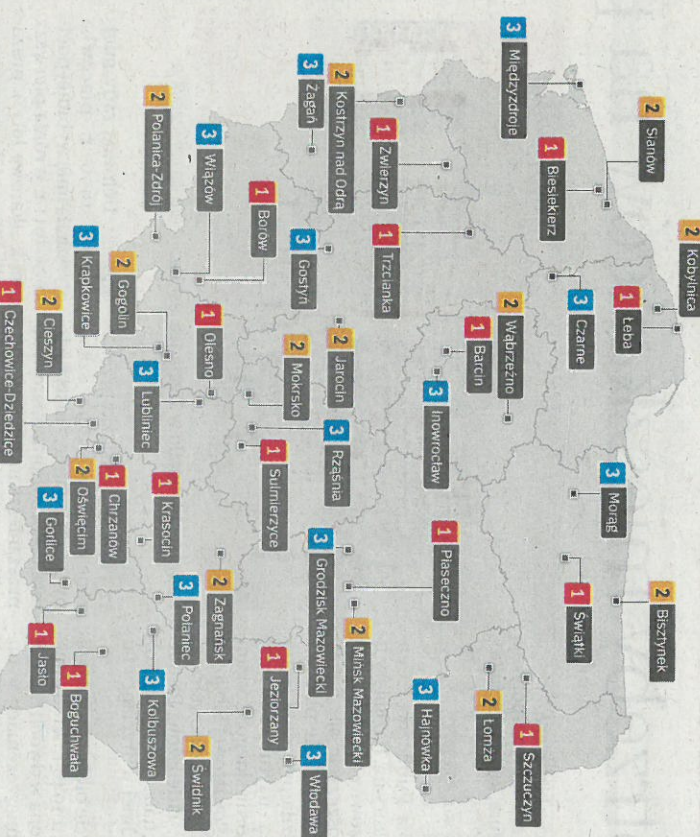 2 Kobylnica
2 Bisztynek
2 Sianów
1 Łeba
3 Morąg
3 Czarne
1 Świątki
1 Biesiekierz
1 Szczuczyn
3 Międzyzdroje
2 Wąbrzeźno
2 Łomża
1 Barcin
3 Inowrocław
1 Piaseczno
3 Hajnówka
1 Trzcianka
1 Zwierzyn
2 Mińsk Mazowiecki
2 Kostrzyn nad Odrą
2 Jarocin
3 Rząśnia
3 Grodzisk
Mazowiecki
3 Włodawa
3 Żagań
3 Gostyń
2 Mokrsko
1 Sulmierzyce
1 Jeziorzany
1 Borów
3 Wiązów
1 Olesno
2 Zagnańsk
2 Świdnik
3 Połaniec
2 Polanica-Zdrój
1 Krasocin
3 Lubliniec
3 Kolbuszowa
2 Gogolin
1 Chrzanów
3 Krapkowice
2 Oświęcim
1 Boguchwała
2 Cieszyn
3 Gorlice
1 Jasło
1 Czechowice-Dziedzice